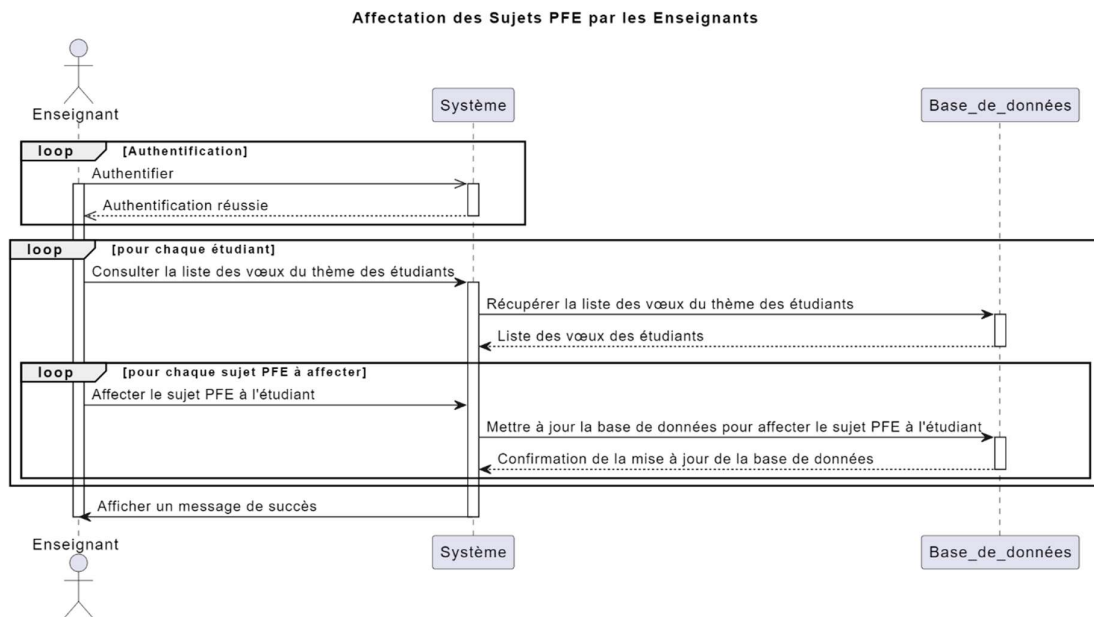 Affectation des Sujets PFE par les Enseignants
Enseignant
Système
Base_de_données
loop [Authentification]
Authentifier
Authentification réussie
loop [pour chaque étudiant]
Consulter la liste des vœux du thème des étudiants
Récupérer la liste des vœux du thème des étudiants
Liste des vœux des étudiants
loop [pour chaque sujet PFE à affecter]
Affecter le sujet PFE à l'étudiant
Mettre à jour la base de données pour affecter le sujet PFE à l'étudiant
Confirmation de la mise à jour de la base de données
Afficher un message de succès
Enseignant
Système
Base_de_données